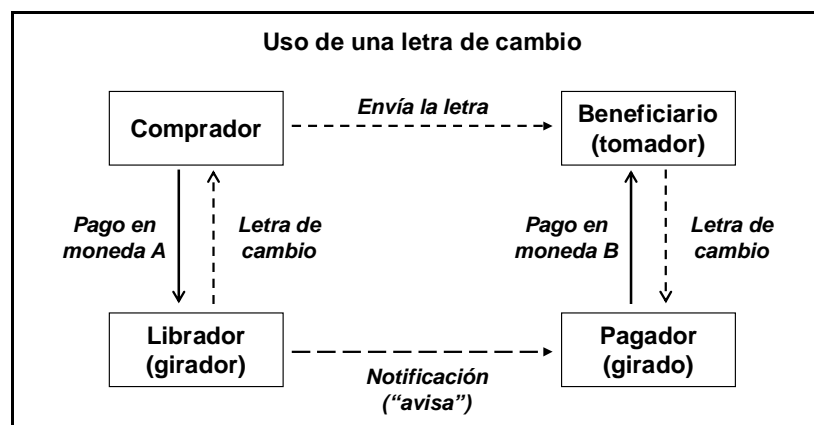 Uso de una letra de cambio
Comprador
Envía la letra
Beneficiario
(tomador)
Pago en
moneda A
Letra de
cambio
Pago en
moneda B
Letra de
cambio
Librador
(girador)
Notificación
(“avisa”)
Pagador
(girado)